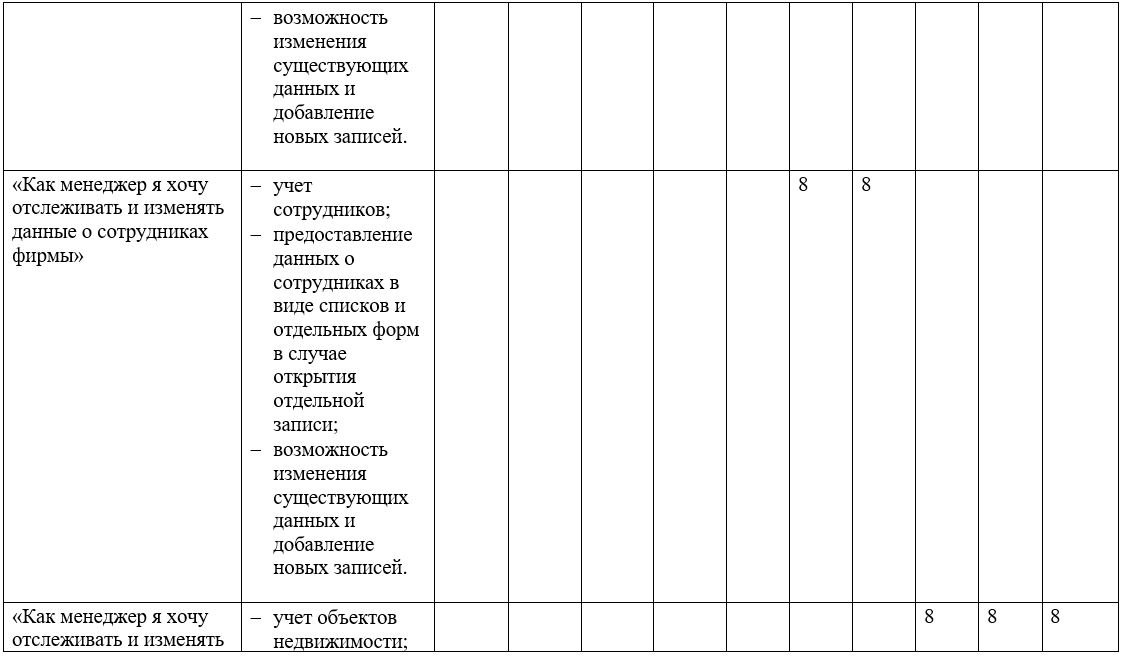 – возможность
изменения
существующих
данных и
добавление
новых записей.
«Как менеджер я хочу
отслеживать и изменять
данные о сотрудниках
фирмы»
– учет
сотрудников;
– предоставление
данных о
сотрудниках в
виде списков и
отдельных форм
в случае
открытия
отдельной
записи;
– возможность
изменения
существующих
данных и
добавление
новых записей.
8 8
«Как менеджер я хочу
отслеживать и изменять
– учет объектов
недвижимости;
8 8 8